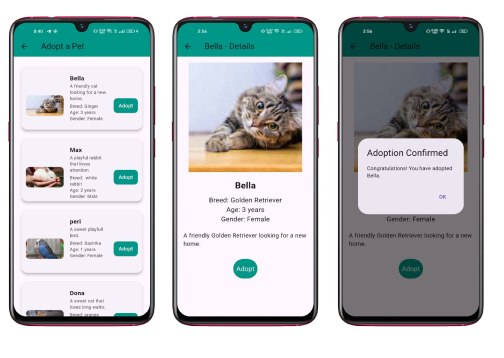 8:40
Adopt a Pet
Bella
A friendly cat
looking for a new
home.
Breed: Ginger
Age: 3 years
Gender: Female
Adopt
Max
A playful rabbit
that loves
attention.
Breed: white
rabbit
Age: 2 years
Gender: Male
Adopt
peri
A sweet playfull
bird.
Breed: Basinha
Age: 1 years
Gender: Female
Adopt
Dona
A sweet cat that
loves long walks.
Breed: orange
3:56
Bella - Details
Bella
Breed: Golden Retriever
Age: 3 years
Gender: Female
A friendly Golden Retriever looking for a new
home.
Adopt
3:56
Bella - Details
Adoption Confirmed
Congratulations! You have adopted
Bella.
OK
Gender: Female
A friendly Golden Retriever looking for a new
home.
Adopt